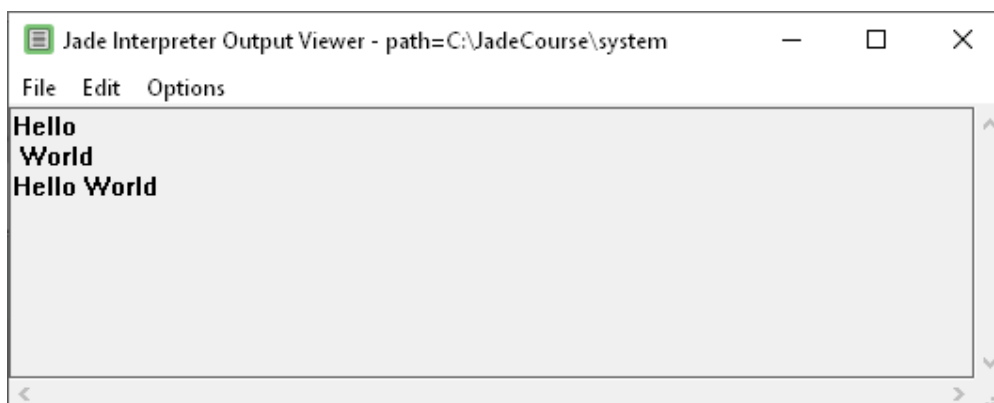 Jade Interpreter Output Viewer - path=C:\JadeCourse\system
File Edit Options
Hello
 World
Hello World